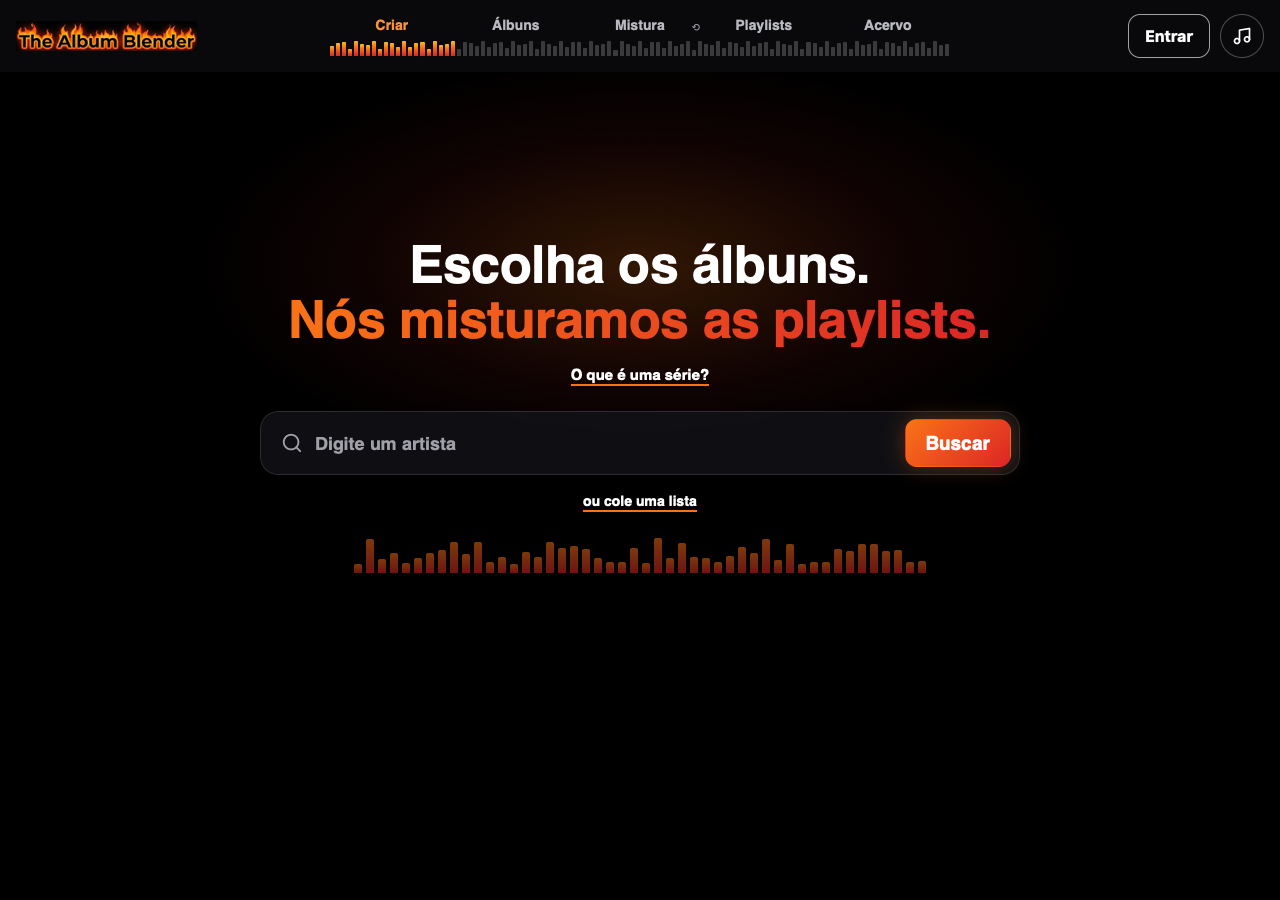 The Album Blender
Criar
Álbuns
Mistura
Playlists
Acervo
Entrar
Escolha os álbuns.
Nós misturamos as playlists.
O que é uma série?
Digite um artista
Buscar
ou cole uma lista